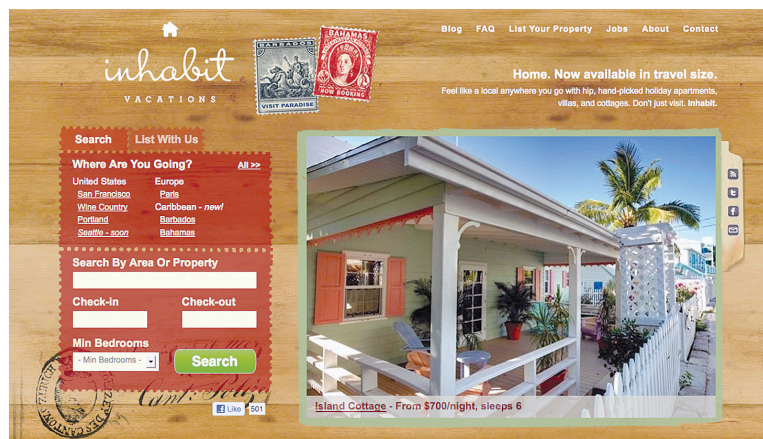 Blog FAQ List Your Property Jobs About Contact
inhabit
VACATIONS
BARBADOS
VISIT PARADISE
BAHAMAS
NOW BOOKING
Home. Now available in travel size.
Feel like a local anywhere you go with hip, hand-picked holiday apartments,
villas, and cottages. Don't just visit. Inhabit.
Search List With Us
Where Are You Going? All >>
United States Europe
San Francisco Paris
Wine Country Caribbean - new!
Portland Barbados
Seattle - soon Bahamas
Search By Area Or Property
Check-in Check-out
Min Bedrooms
- Min Bedrooms - Search
Like 501
Island Cottage - From $700/night, sleeps 6